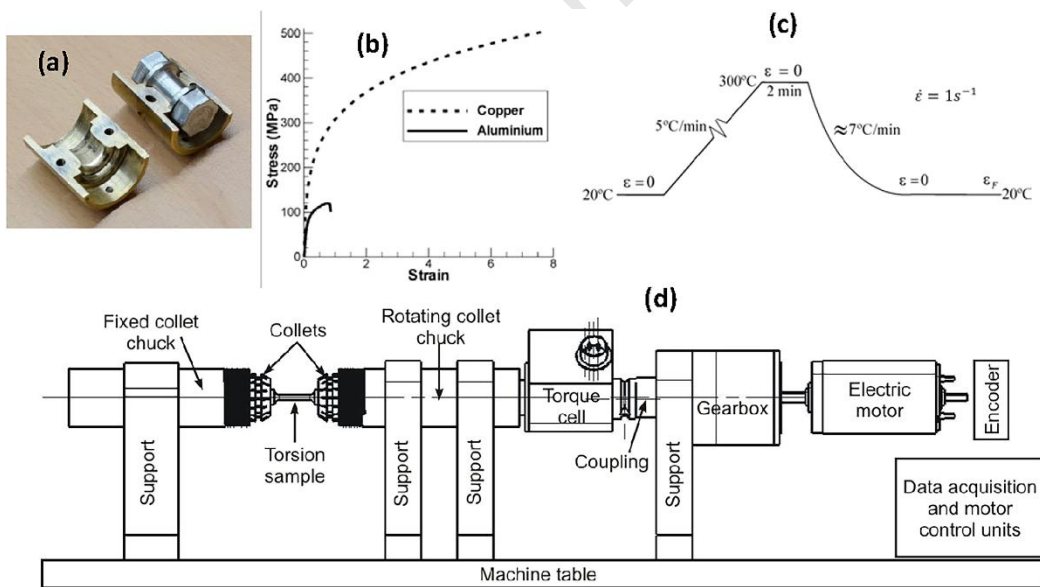 (a)
(b)
500
400
300
200
100
0
0
2
4
6
8
Stress (MPa)
Strain
Copper
Aluminium
(c)
300ºC
ε = 0
2 min
ε̇ = 1s⁻¹
5ºC/min
≈7ºC/min
20ºC
ε = 0
ε = 0
ε_F
20ºC
(d)
Fixed collet
chuck
Collets
Rotating collet
chuck
Torsion
sample
Torque
cell
Coupling
Gearbox
Electric
motor
Encoder
Support
Support
Support
Support
Data acquisition
and motor
control units
Machine table